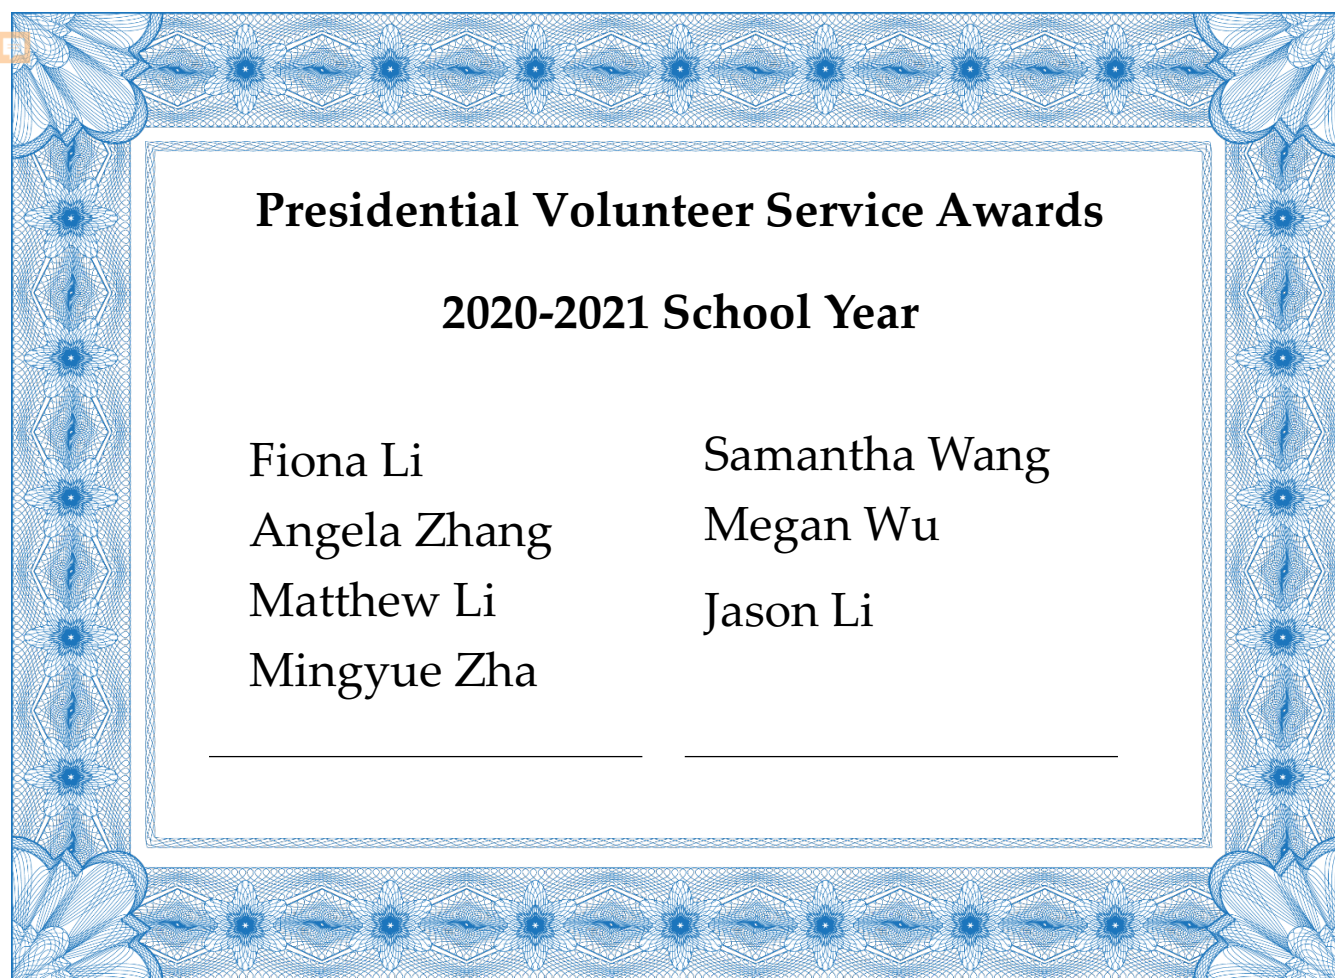 Presidential Volunteer Service Awards
2020-2021 School Year
Fiona Li
Angela Zhang
Matthew Li
Mingyue Zha
Samantha Wang
Megan Wu
Jason Li